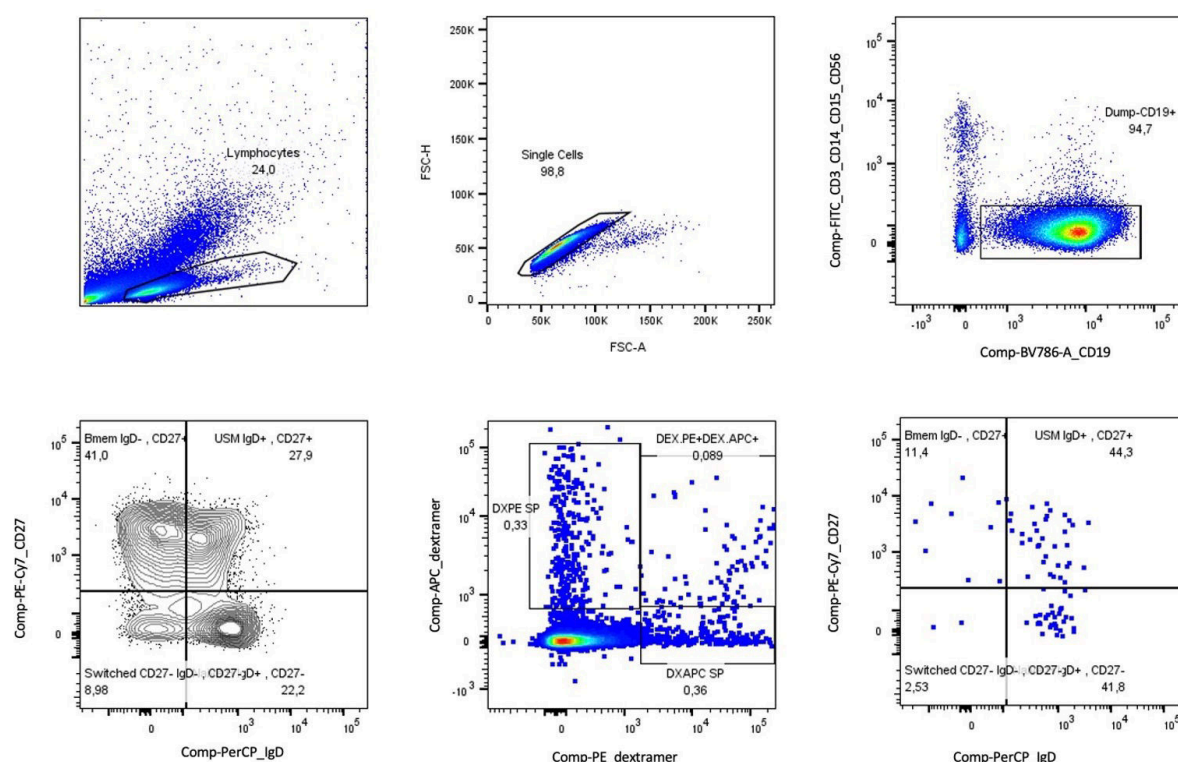 Lymphocytes
24,0
FSC-H
250K
200K
150K
100K
50K
0
Single Cells
98,8
0 50K 100K 150K 200K 250K
FSC-A
Comp-FITC_CD3_CD14_CD15_CD56
10^5
10^4
10^3
0
Dump-CD19+
94,7
-10^3 0 10^3 10^4 10^5
Comp-BV786-A_CD19
Comp-PE-Cy7_CD27
10^5
10^4
10^3
0
Bmem IgD- , CD27+
41,0
USM IgD+ , CD27+
27,9
Switched CD27- IgD-
8,98
IgD+ , CD27-
22,2
0 10^3 10^4 10^5
Comp-PerCP_IgD
Comp-APC_dextramer
10^5
10^4
10^3
0
-10^3
DEX.PE+DEX.APC+
0,089
DXPE SP
0,33
DXAPC SP
0,36
0 10^3 10^4 10^5
Comp-PE_dextramer
Comp-PE-Cy7_CD27
10^5
10^4
10^3
0
Bmem IgD- , CD27+
11,4
USM IgD+ , CD27+
44,3
Switched CD27- IgD-
2,53
IgD+ , CD27-
41,8
0 10^3 10^4 10^5
Comp-PerCP_IgD